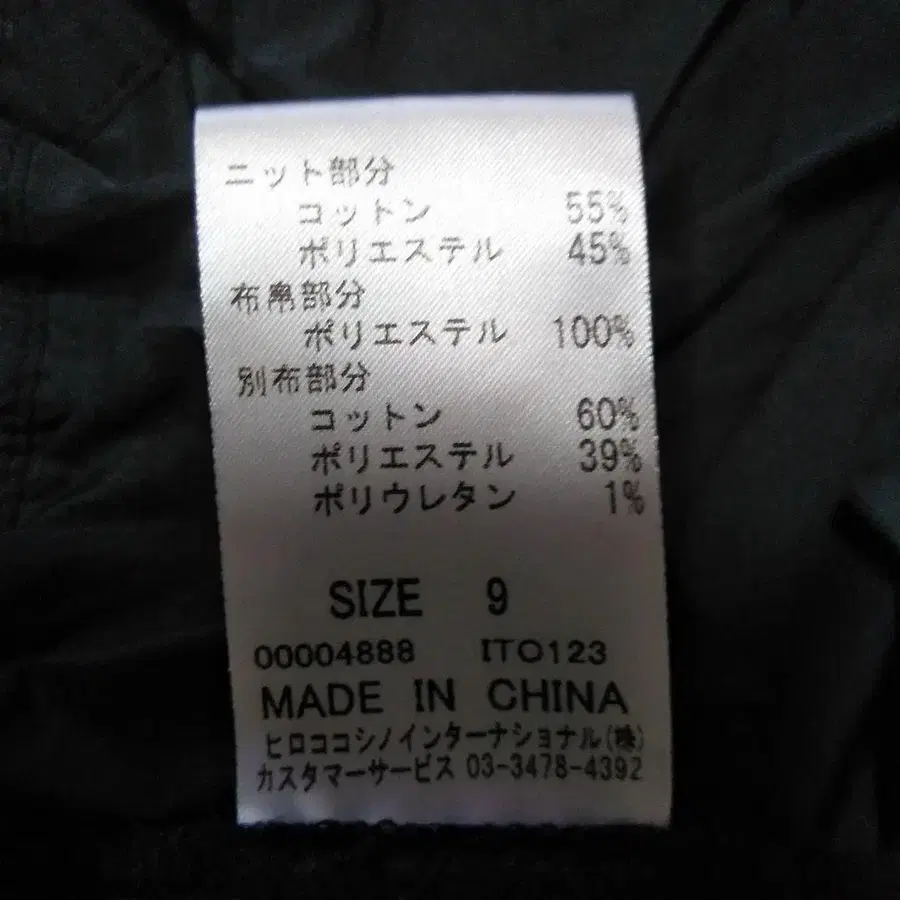 ニット部分
コットン 55%
ポリエステル 45%
布帛部分
ポリエステル 100%
別布部分
コットン 60%
ポリエステル 39%
ポリウレタン 1%
SIZE 9
00004888 ITO123
MADE IN CHINA
ヒロココシノインターナショナル(株)
カスタマーサービス 03-3478-4392